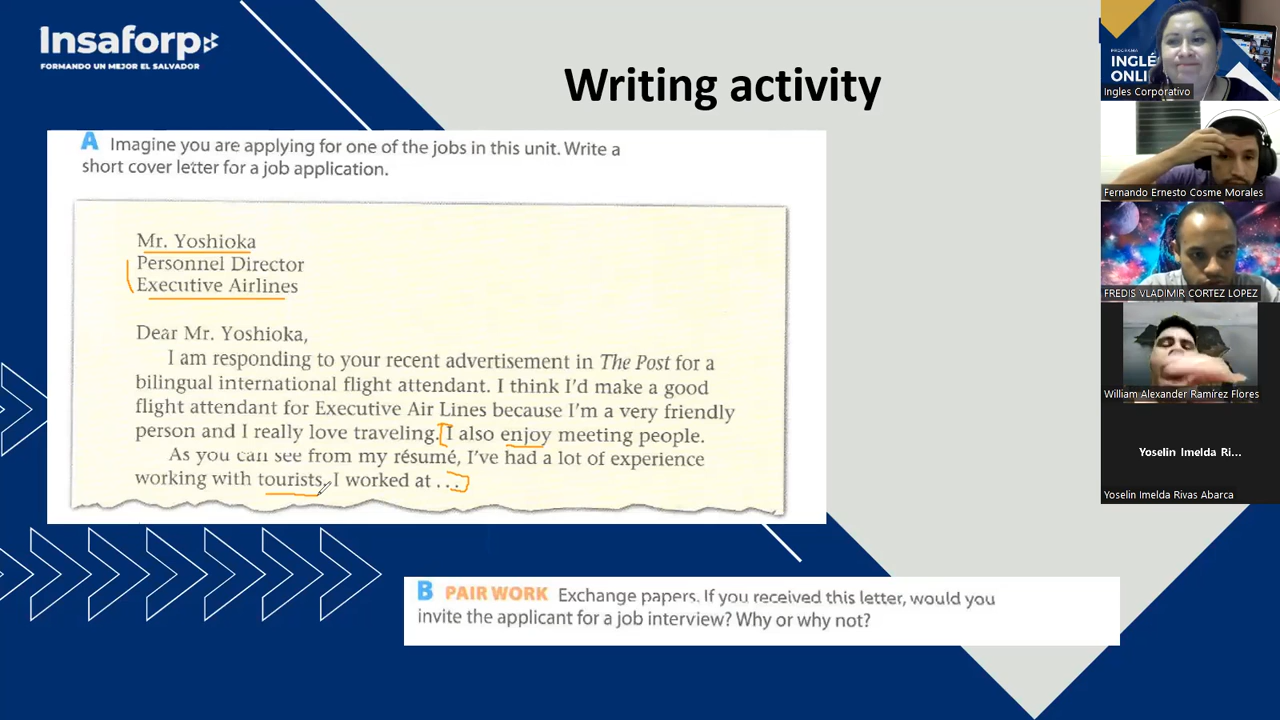 Insaforp
FORMANDO UN MEJOR EL SALVADOR
Writing activity
A Imagine you are applying for one of the jobs in this unit. Write a
short cover letter for a job application.
Mr. Yoshioka
Personnel Director
Executive Airlines
Dear Mr. Yoshioka,
I am responding to your recent advertisement in The Post for a
bilingual international flight attendant. I think I'd make a good
flight attendant for Executive Air Lines because I'm a very friendly
person and I really love traveling. I also enjoy meeting people.
As you can see from my résumé, I've had a lot of experience
working with tourists. I worked at . . .
B PAIR WORK Exchange papers. If you received this letter, would you
invite the applicant for a job interview? Why or why not?
PROGRAMA
INGLÉ
ONLI
Ingles Corporativo
Fernando Ernesto Cosme Morales
FREDIS VLADIMIR CORTEZ LOPEZ
William Alexander Ramírez Flores
Yoselin Imelda Ri...
Yoselin Imelda Rivas Abarca